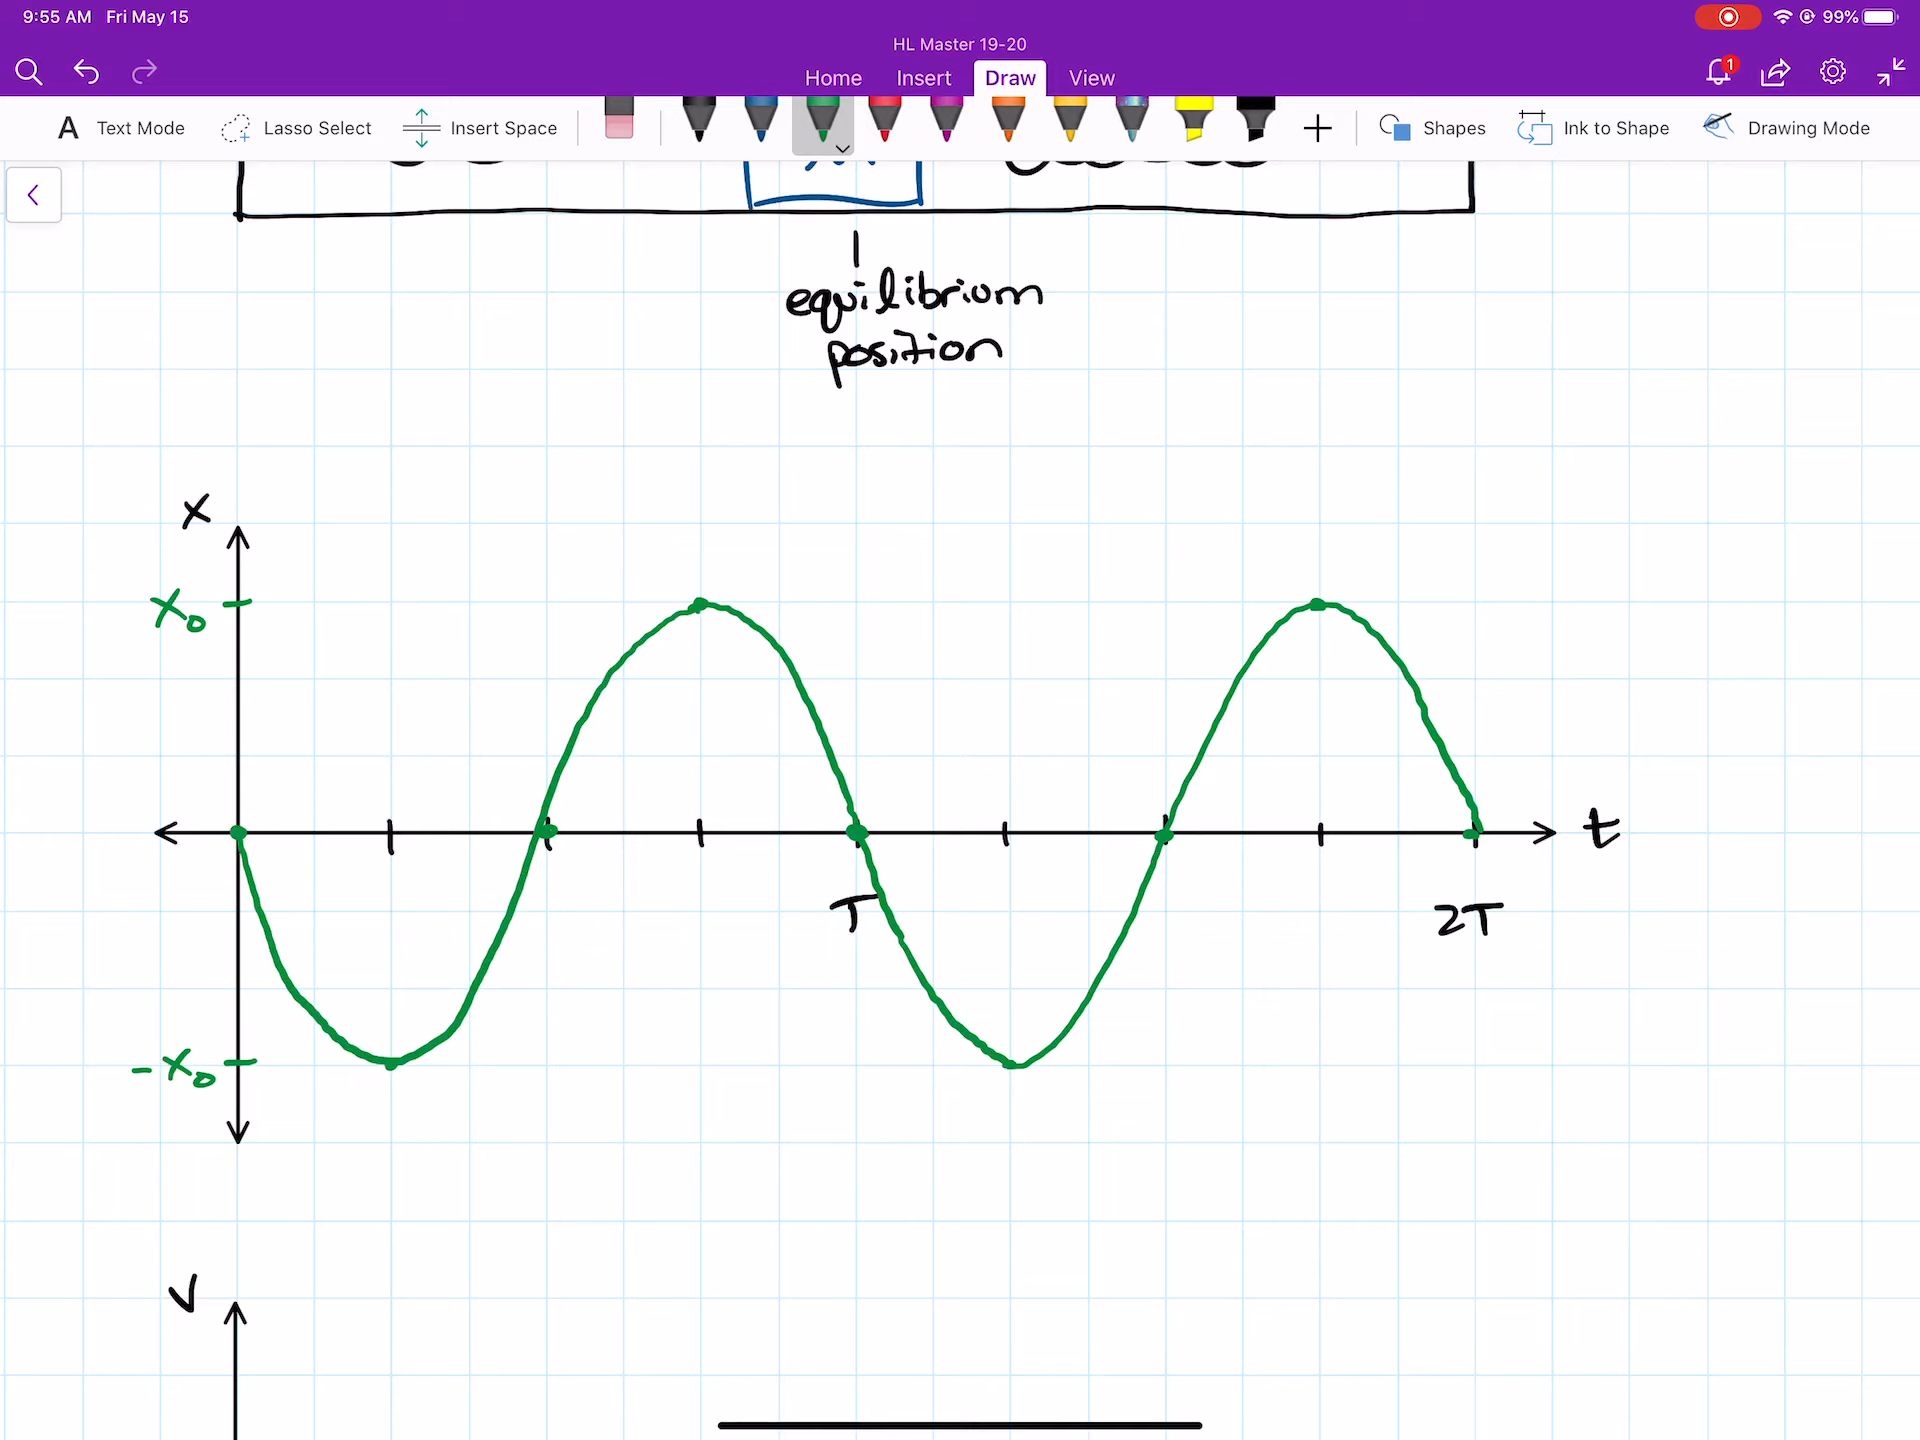 9:55 AM Fri May 15
99%
HL Master 19-20
Home Insert Draw View
1
A Text Mode Lasso Select Insert Space Shapes Ink to Shape Drawing Mode
equilibrium
position
x
x₀
t
T
2T
-x₀
v